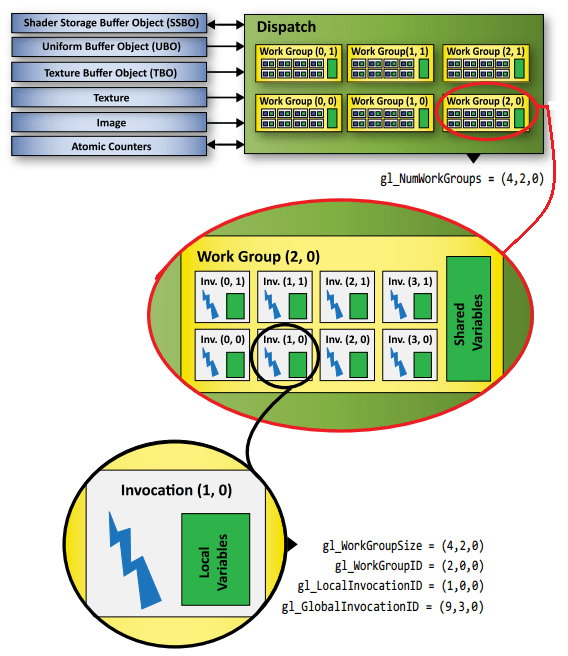 Shader Storage Buffer Object (SSBO)
Uniform Buffer Object (UBO)
Texture Buffer Object (TBO)
Texture
Image
Atomic Counters
Dispatch
Work Group (0, 1)
Work Group(1, 1)
Work Group (2, 1)
Work Group (0, 0)
Work Group (1, 0)
Work Group (2, 0)
gl_NumWorkGroups = (4,2,0)
Work Group (2, 0)
Inv. (0, 1)
Inv. (1, 1)
Inv. (2, 1)
Inv. (3, 1)
Inv. (0, 0)
Inv. (1, 0)
Inv. (2, 0)
Inv. (3, 0)
Shared
Variables
Invocation (1, 0)
Local
Variables
gl_WorkGroupSize = (4,2,0)
gl_WorkGroupID = (2,0,0)
gl_LocalInvocationID = (1,0,0)
gl_GlobalInvocationID = (9,3,0)